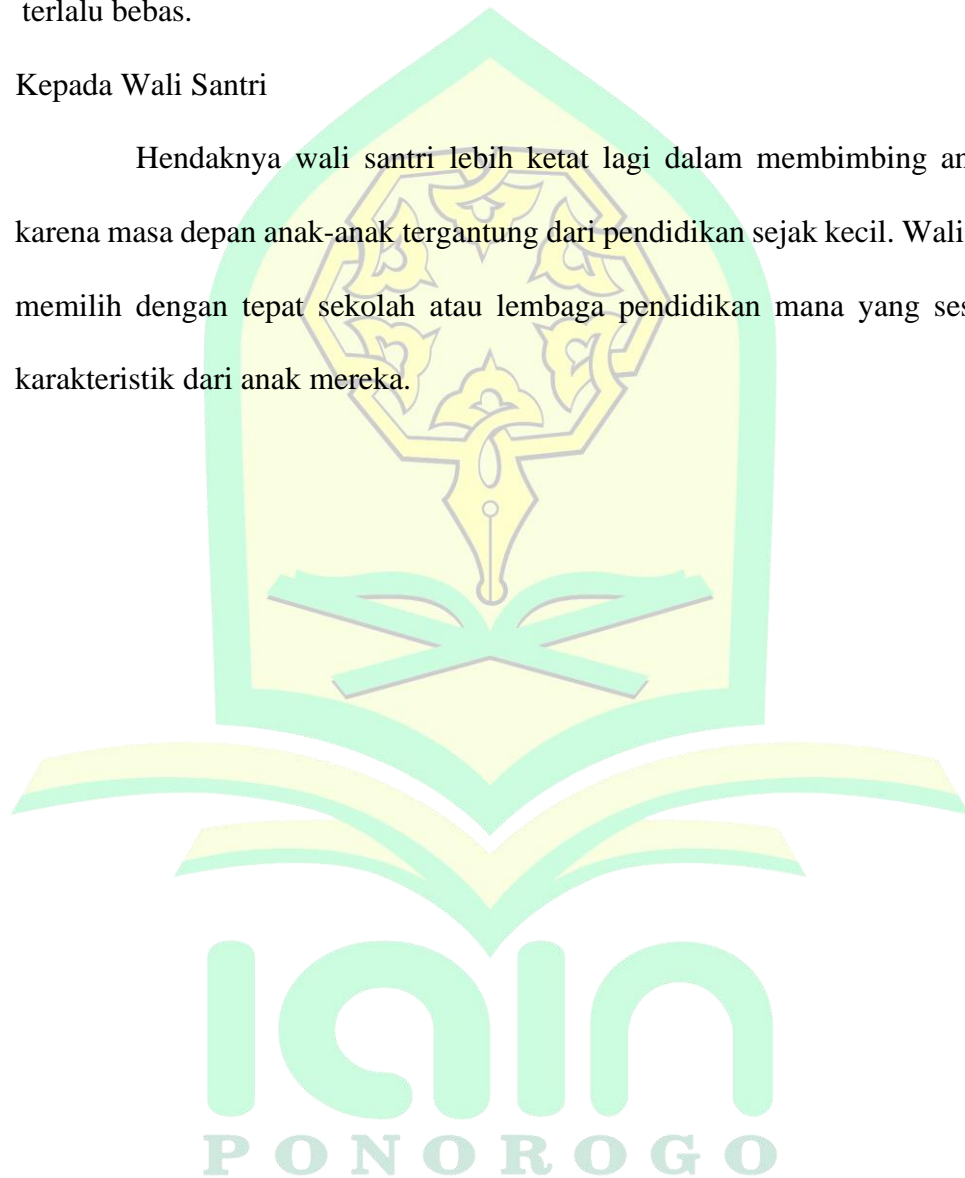 terlalu bebas.
Kepada Wali Santri
Hendaknya wali santri lebih ketat lagi dalam membimbing
karena masa depan anak-anak tergantung dari pendidikan sejak kecil. Wali
memilih dengan tepat sekolah atau lembaga pendidikan mana yang
karakteristik dari anak mereka.
iain
PONOROGO